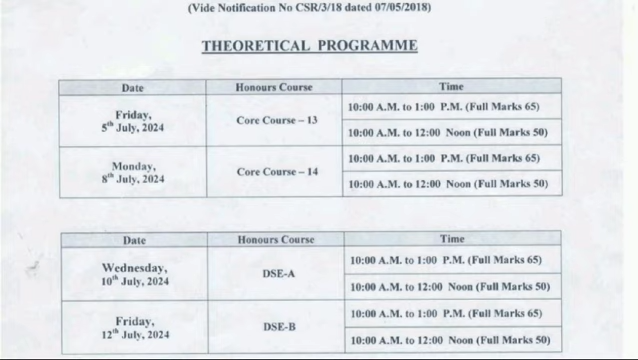 (Vide Notification No CSR/3/18 dated 07/05/2018)
THEORETICAL PROGRAMME
Date Honours Course Time
Friday,
5th July, 2024
Core Course – 13
10:00 A.M. to 1:00 P.M. (Full Marks 65)
10:00 A.M. to 12:00 Noon (Full Marks 50)
Monday,
8th July, 2024
Core Course – 14
10:00 A.M. to 1:00 P.M. (Full Marks 65)
10:00 A.M. to 12:00 Noon (Full Marks 50)
Date Honours Course Time
Wednesday,
10th July, 2024
DSE-A
10:00 A.M. to 1:00 P.M. (Full Marks 65)
10:00 A.M. to 12:00 Noon (Full Marks 50)
Friday,
12th July, 2024
DSE-B
10:00 A.M. to 1:00 P.M. (Full Marks 65)
10:00 A.M. to 12:00 Noon (Full Marks 50)